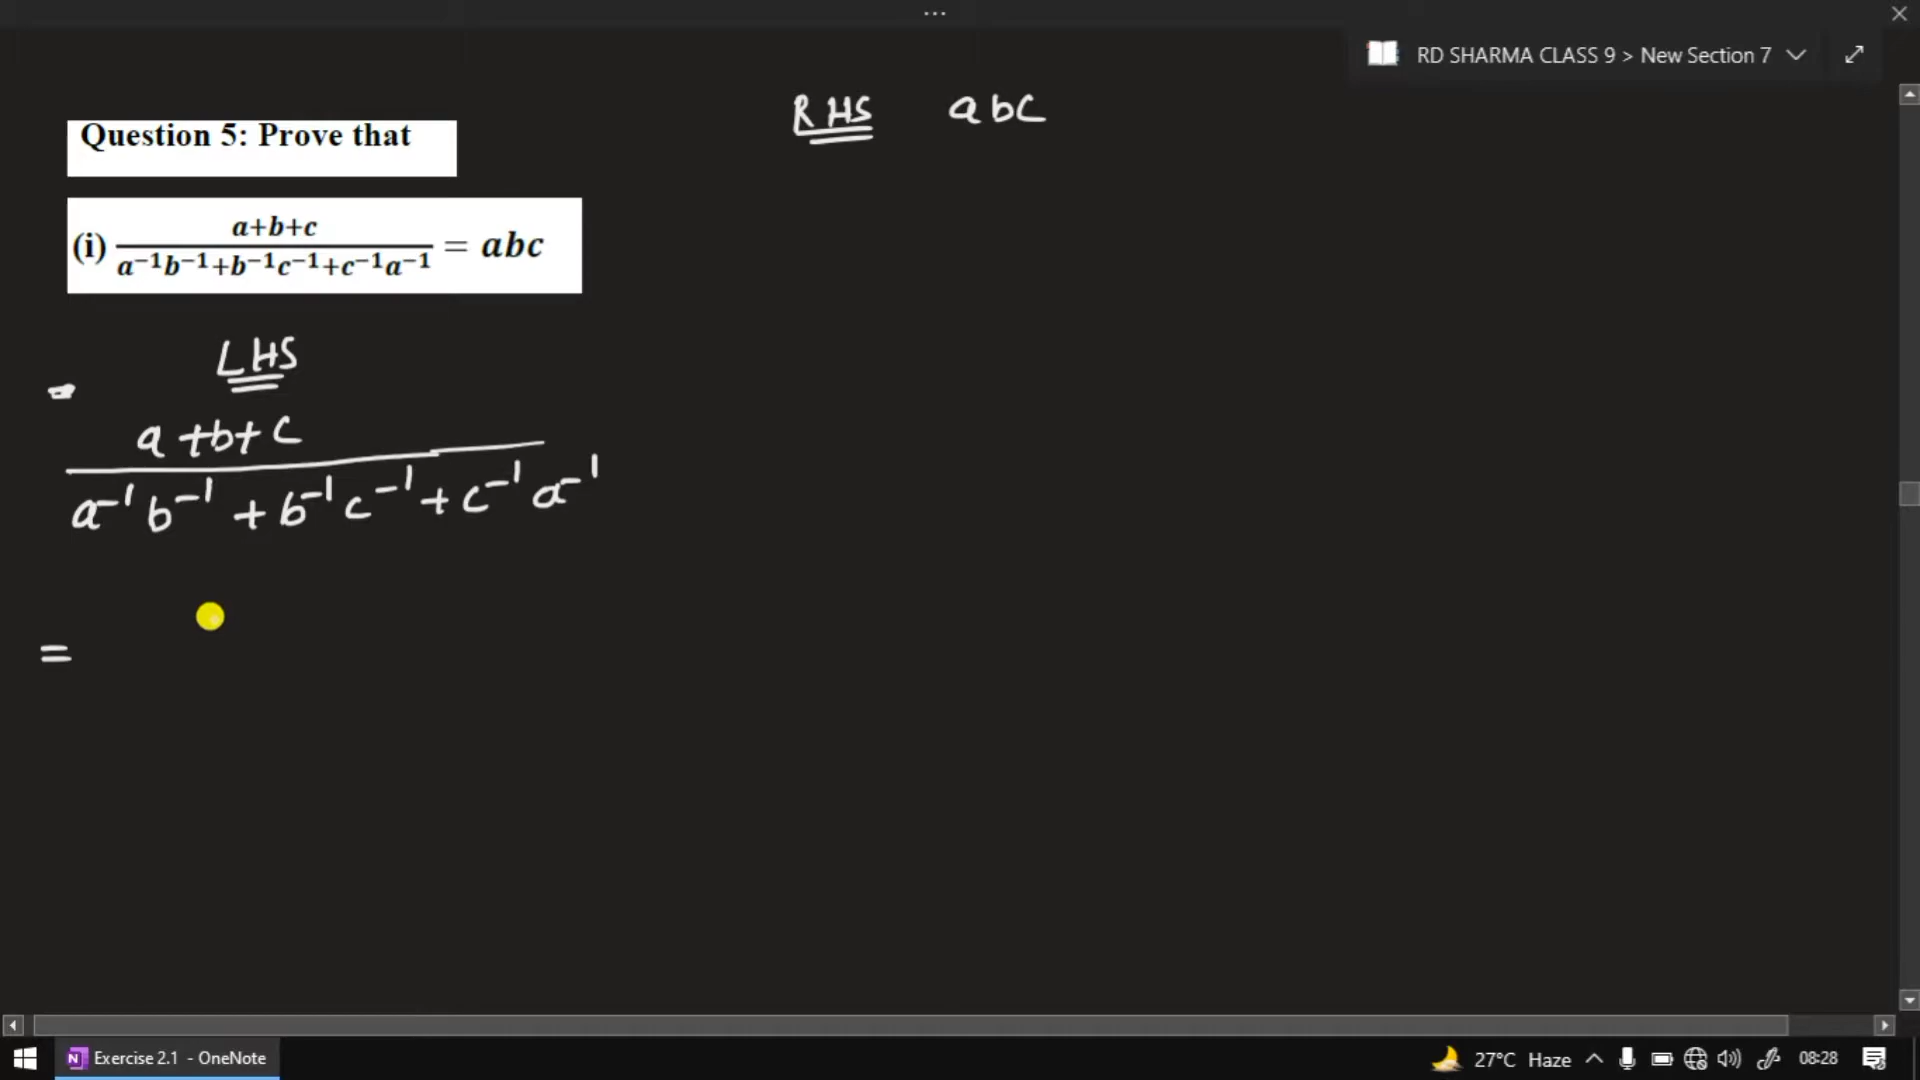 ...
RD SHARMA CLASS 9 > New Section 7
RHS abc
Question 5: Prove that
(i) a+b+c / a⁻¹b⁻¹+b⁻¹c⁻¹+c⁻¹a⁻¹ = abc
LHS
a+b+c
a⁻¹b⁻¹ + b⁻¹c⁻¹ + c⁻¹a⁻¹
=
Exercise 2.1 - OneNote
27°C Haze
08:28